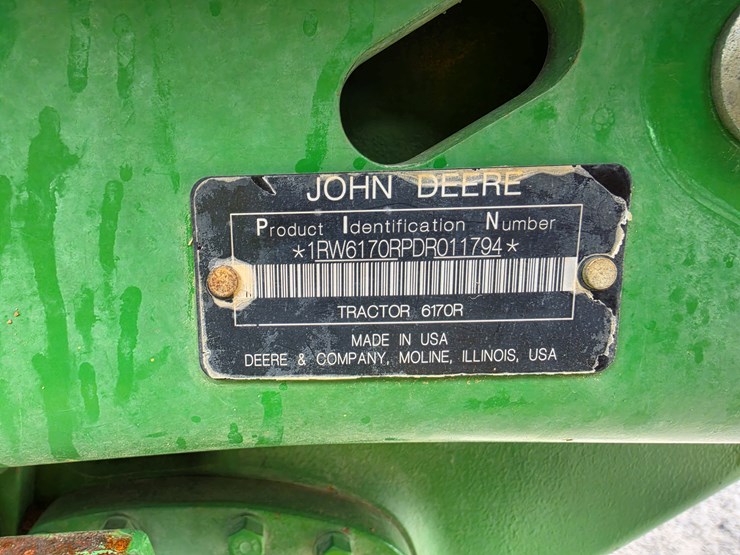 JOHN DEERE
Product Identification Number
*1RW6170RPDR011794*
TRACTOR 6170R
MADE IN USA
DEERE & COMPANY, MOLINE, ILLINOIS, USA